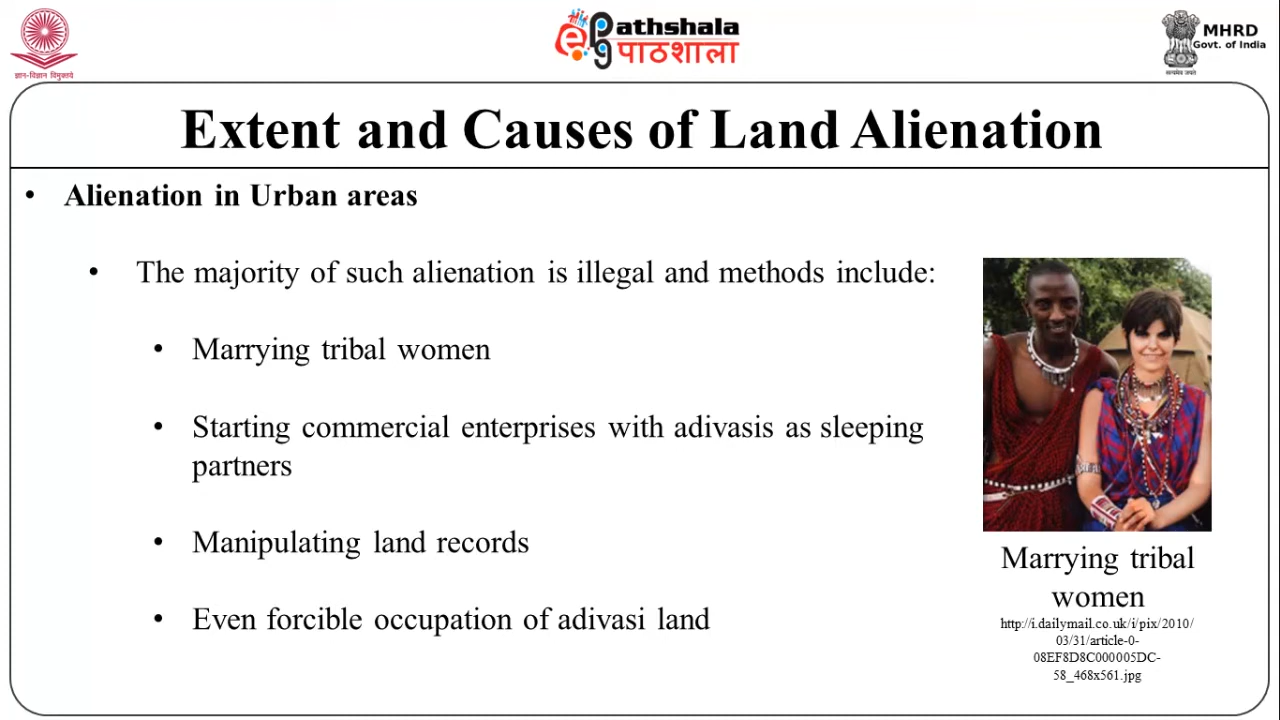 ज्ञान-विज्ञान विमुक्तये
ePathshala
पाठशाला
MHRD
Govt. of India
सत्यमेव जयते
Extent and Causes of Land Alienation
• Alienation in Urban areas
• The majority of such alienation is illegal and methods include:
• Marrying tribal women
• Starting commercial enterprises with adivasis as sleeping
partners
• Manipulating land records
• Even forcible occupation of adivasi land
Marrying tribal
women
http://i.dailymail.co.uk/i/pix/2010/
03/31/article-0-
08EF8D8C000005DC-
58_468x561.jpg